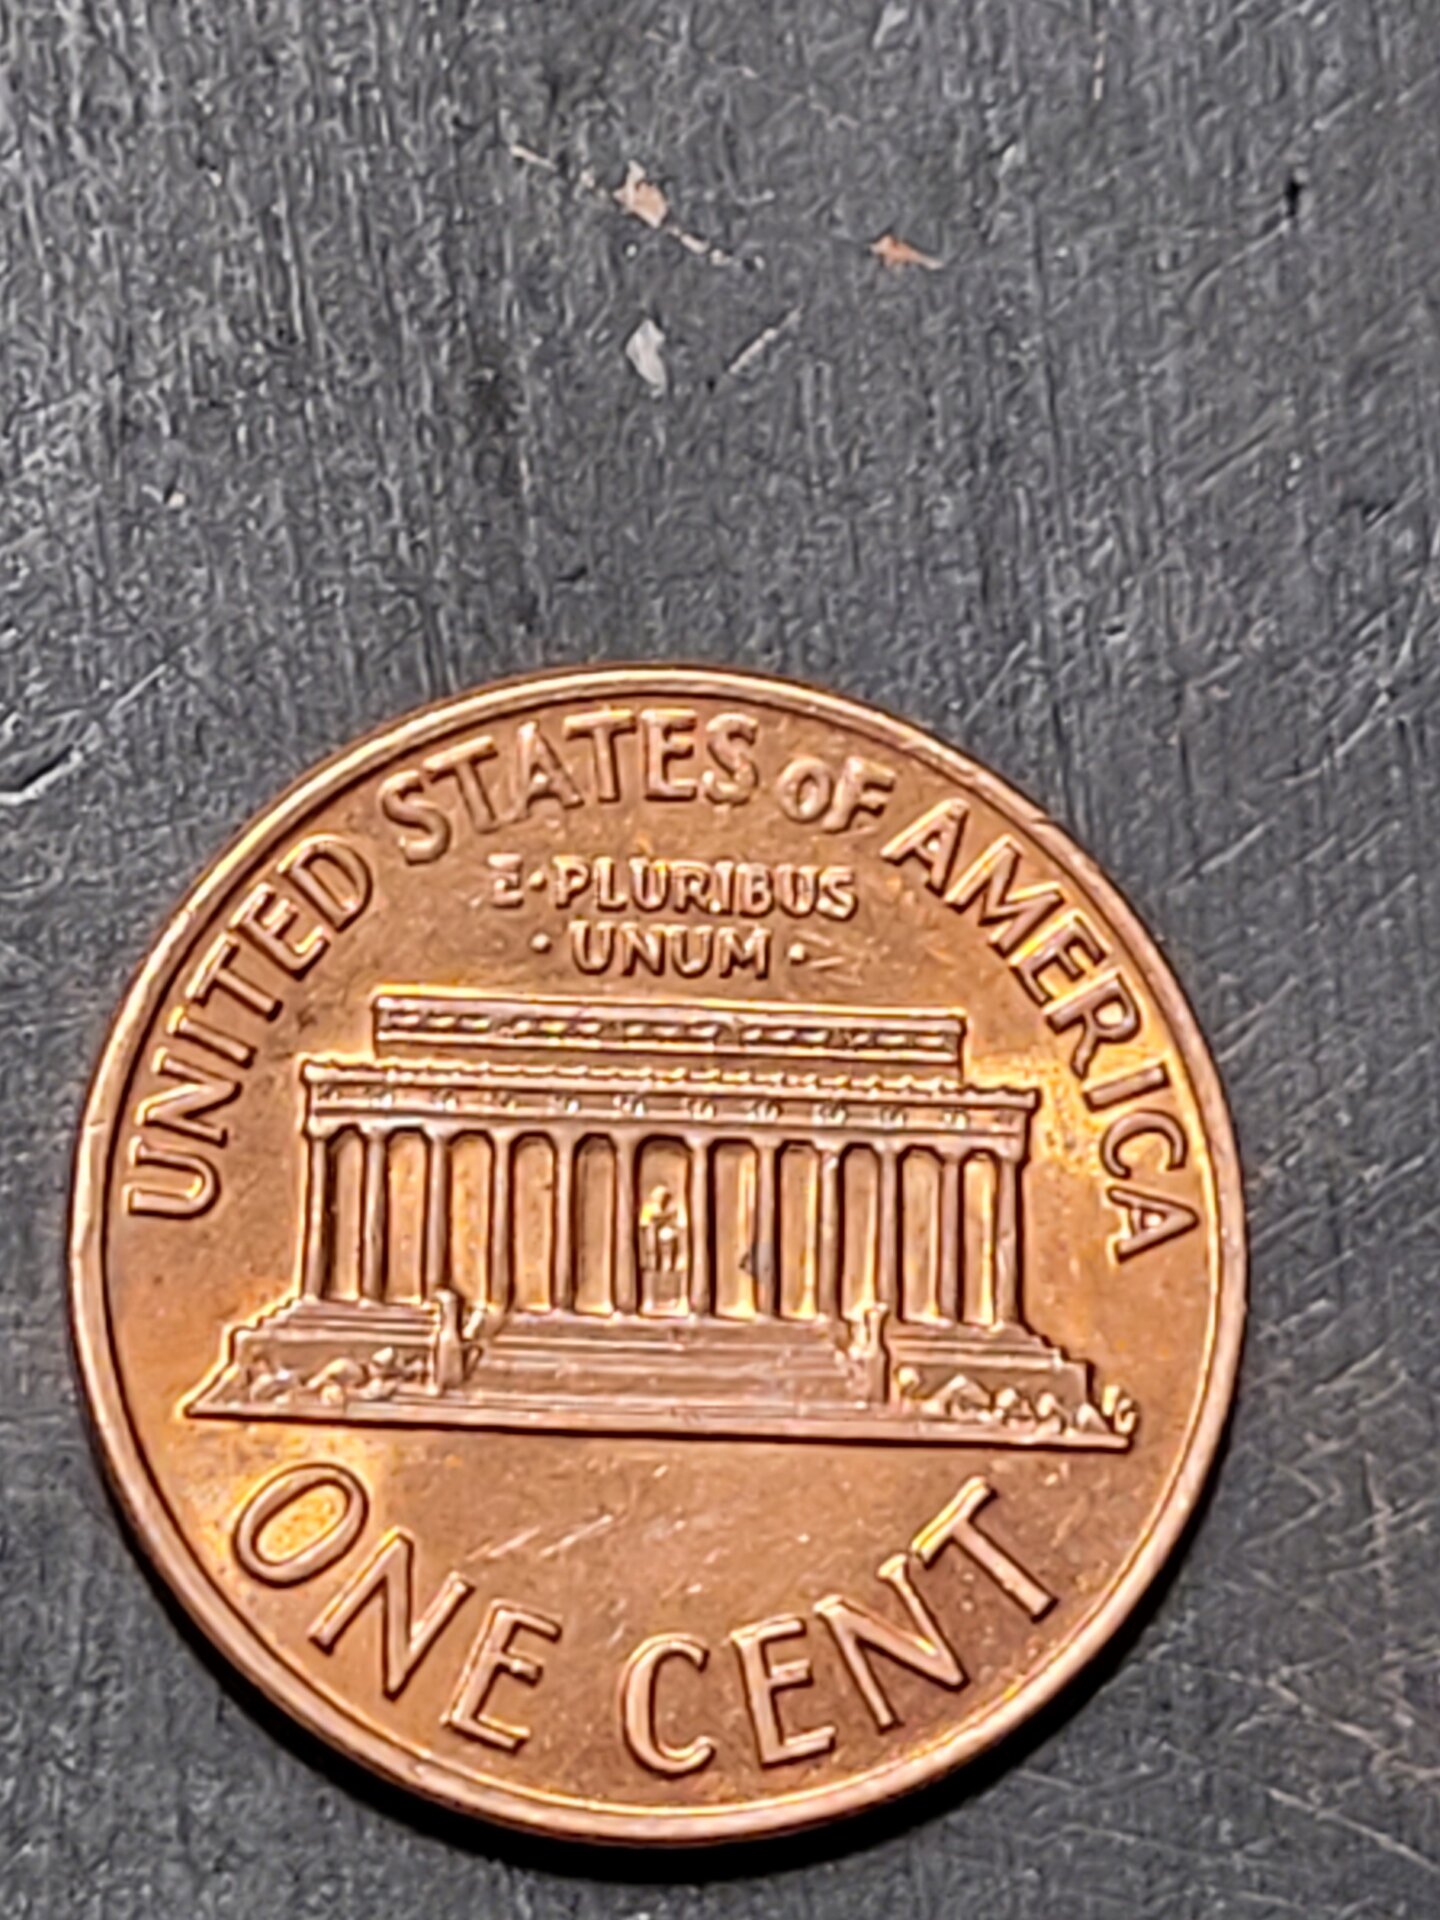 UNITED STATES OF AMERICA
E·PLURIBUS
·UNUM·
ONE CENT